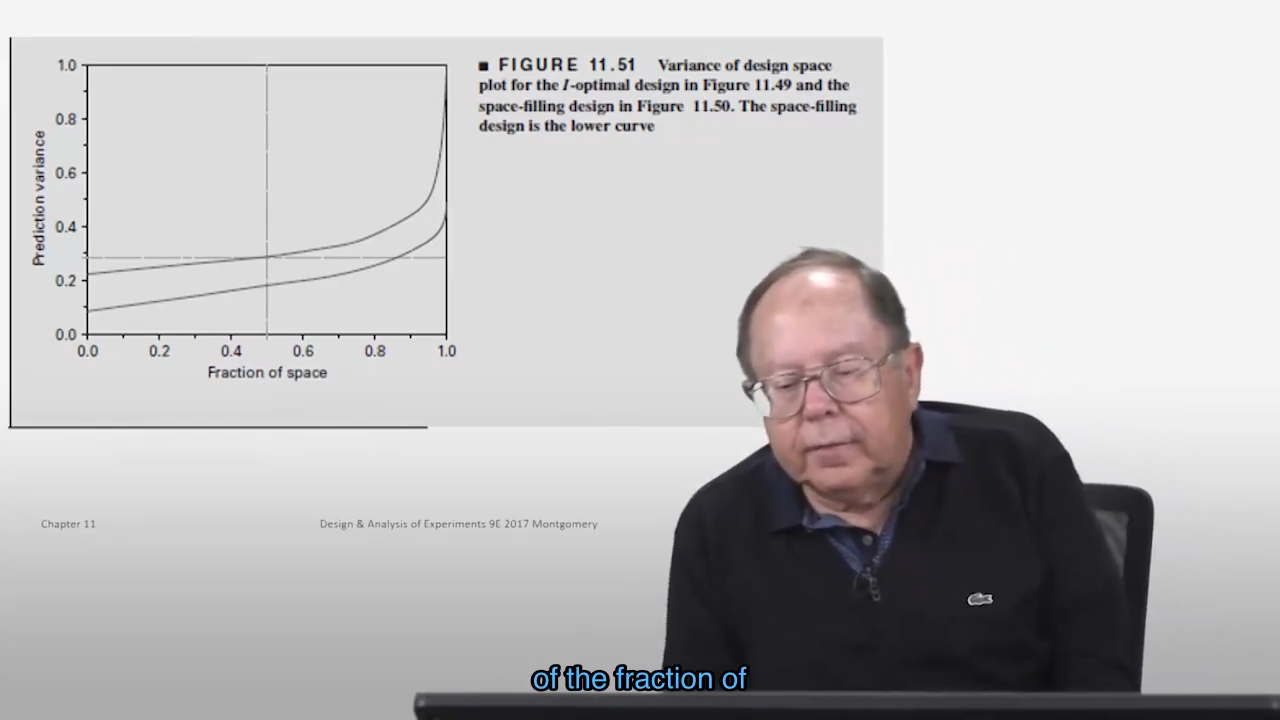 ■ FIGURE 11.51 Variance of design space
plot for the I-optimal design in Figure 11.49 and the
space-filling design in Figure 11.50. The space-filling
design is the lower curve
1.0
0.8
0.6
0.4
0.2
0.0
Prediction variance
0.0 0.2 0.4 0.6 0.8 1.0
Fraction of space
Chapter 11 Design & Analysis of Experiments 9E 2017 Montgomery
of the fraction of